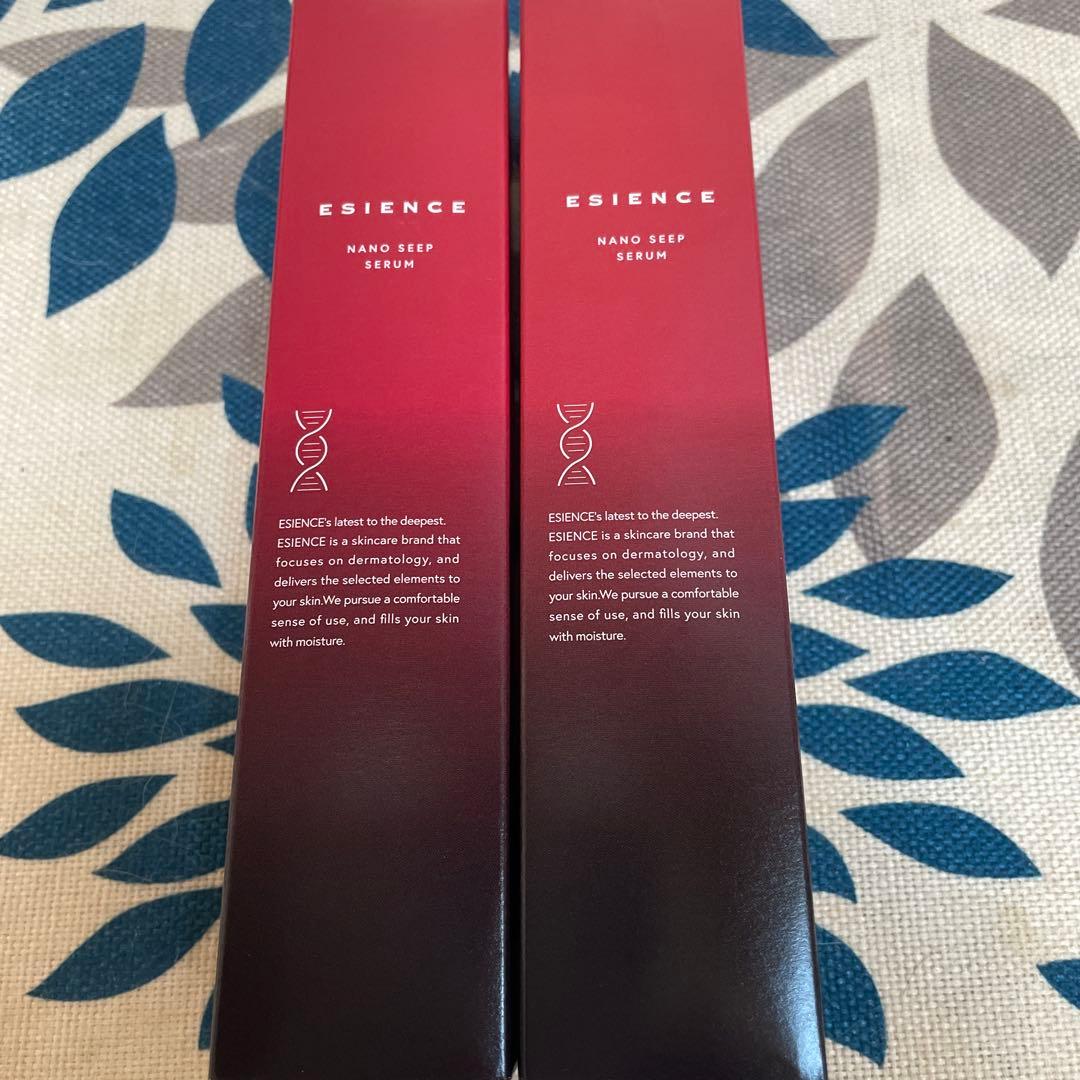 ESIENCE
NANO SEEP
SERUM
ESIENCE's latest to the deepest.
ESIENCE is a skincare brand that
focuses on dermatology, and
delivers the selected elements to
your skin.We pursue a comfortable
sense of use, and fills your skin
with moisture.
ESIENCE
NANO SEEP
SERUM
ESIENCE's latest to the deepest.
ESIENCE is a skincare brand that
focuses on dermatology, and
delivers the selected elements to
your skin.We pursue a comfortable
sense of use, and fills your skin
with moisture.